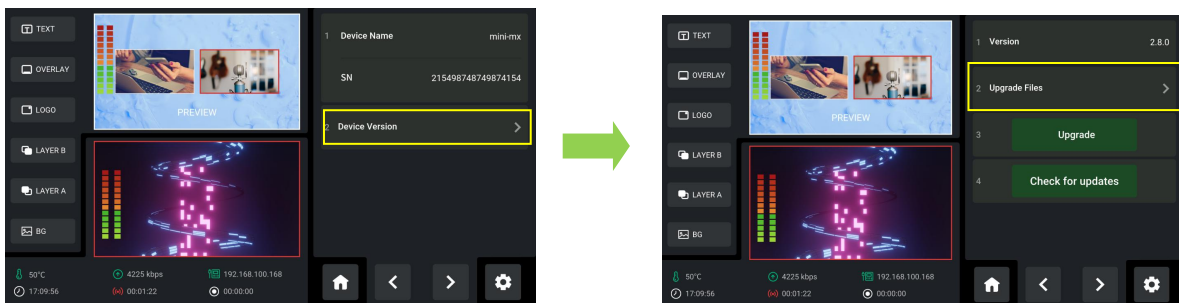 TEXT
OVERLAY
LOGO
LAYER B
LAYER A
BG
PREVIEW
50°C
4225 kbps
192.168.100.168
17:09:56
00:01:22
00:00:00
1 Device Name mini-mx
SN 215498748749874154
2 Device Version
TEXT
OVERLAY
LOGO
LAYER B
LAYER A
BG
PREVIEW
50°C
4225 kbps
192.168.100.168
17:09:56
00:01:22
00:00:00
1 Version 2.8.0
2 Upgrade Files
3 Upgrade
4 Check for updates